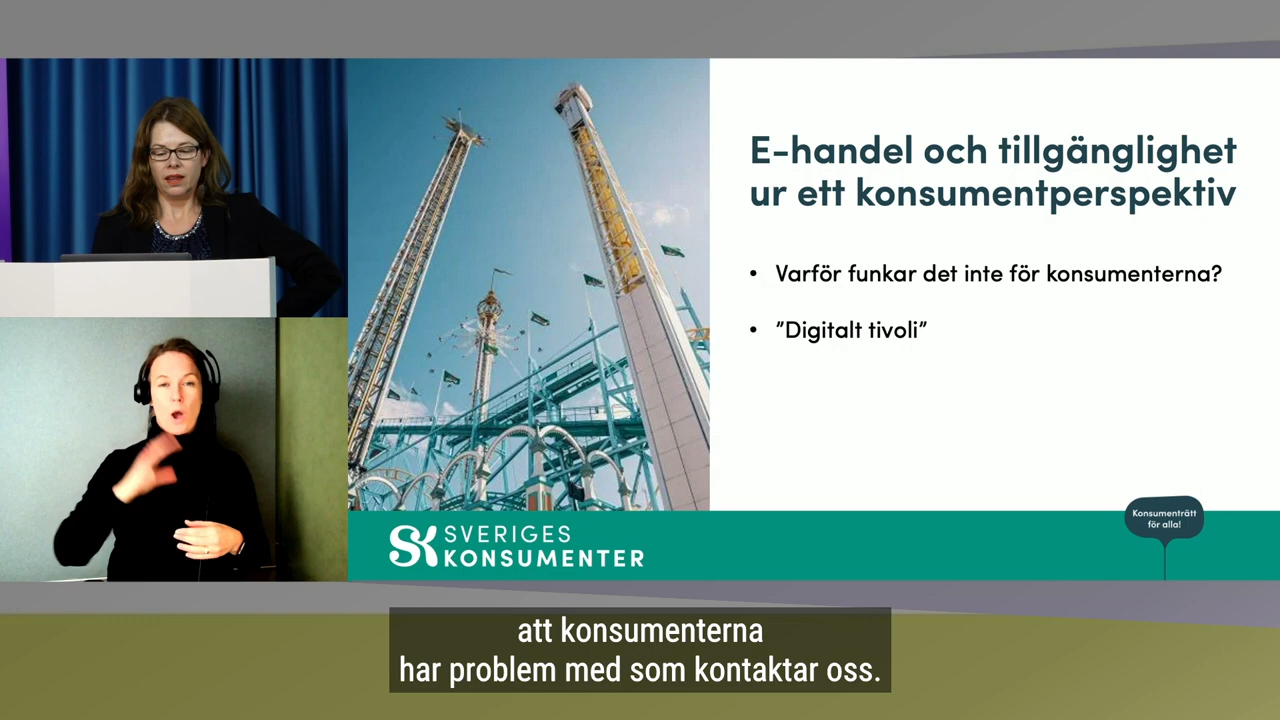 E-handel och tillgänglighet
ur ett konsumentperspektiv
• Varför funkar det inte för konsumenterna?
• ”Digitalt tivoli”
Konsumenträtt
för alla!
SK SVERIGES
KONSUMENTER
att konsumenterna
har problem med som kontaktar oss.